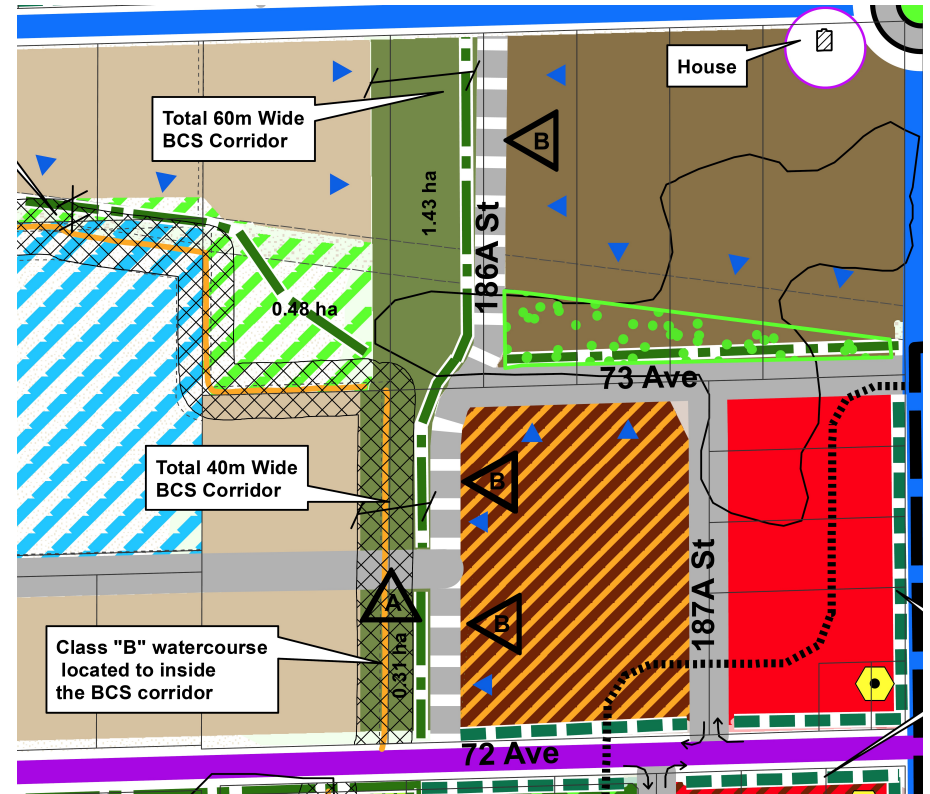 House
Total 60m Wide
BCS Corridor
B
1.43 ha
186A St
0.48 ha
73 Ave
Total 40m Wide
BCS Corridor
B
187A St
A
B
0.31 ha
Class "B" watercourse
located to inside
the BCS corridor
72 Ave